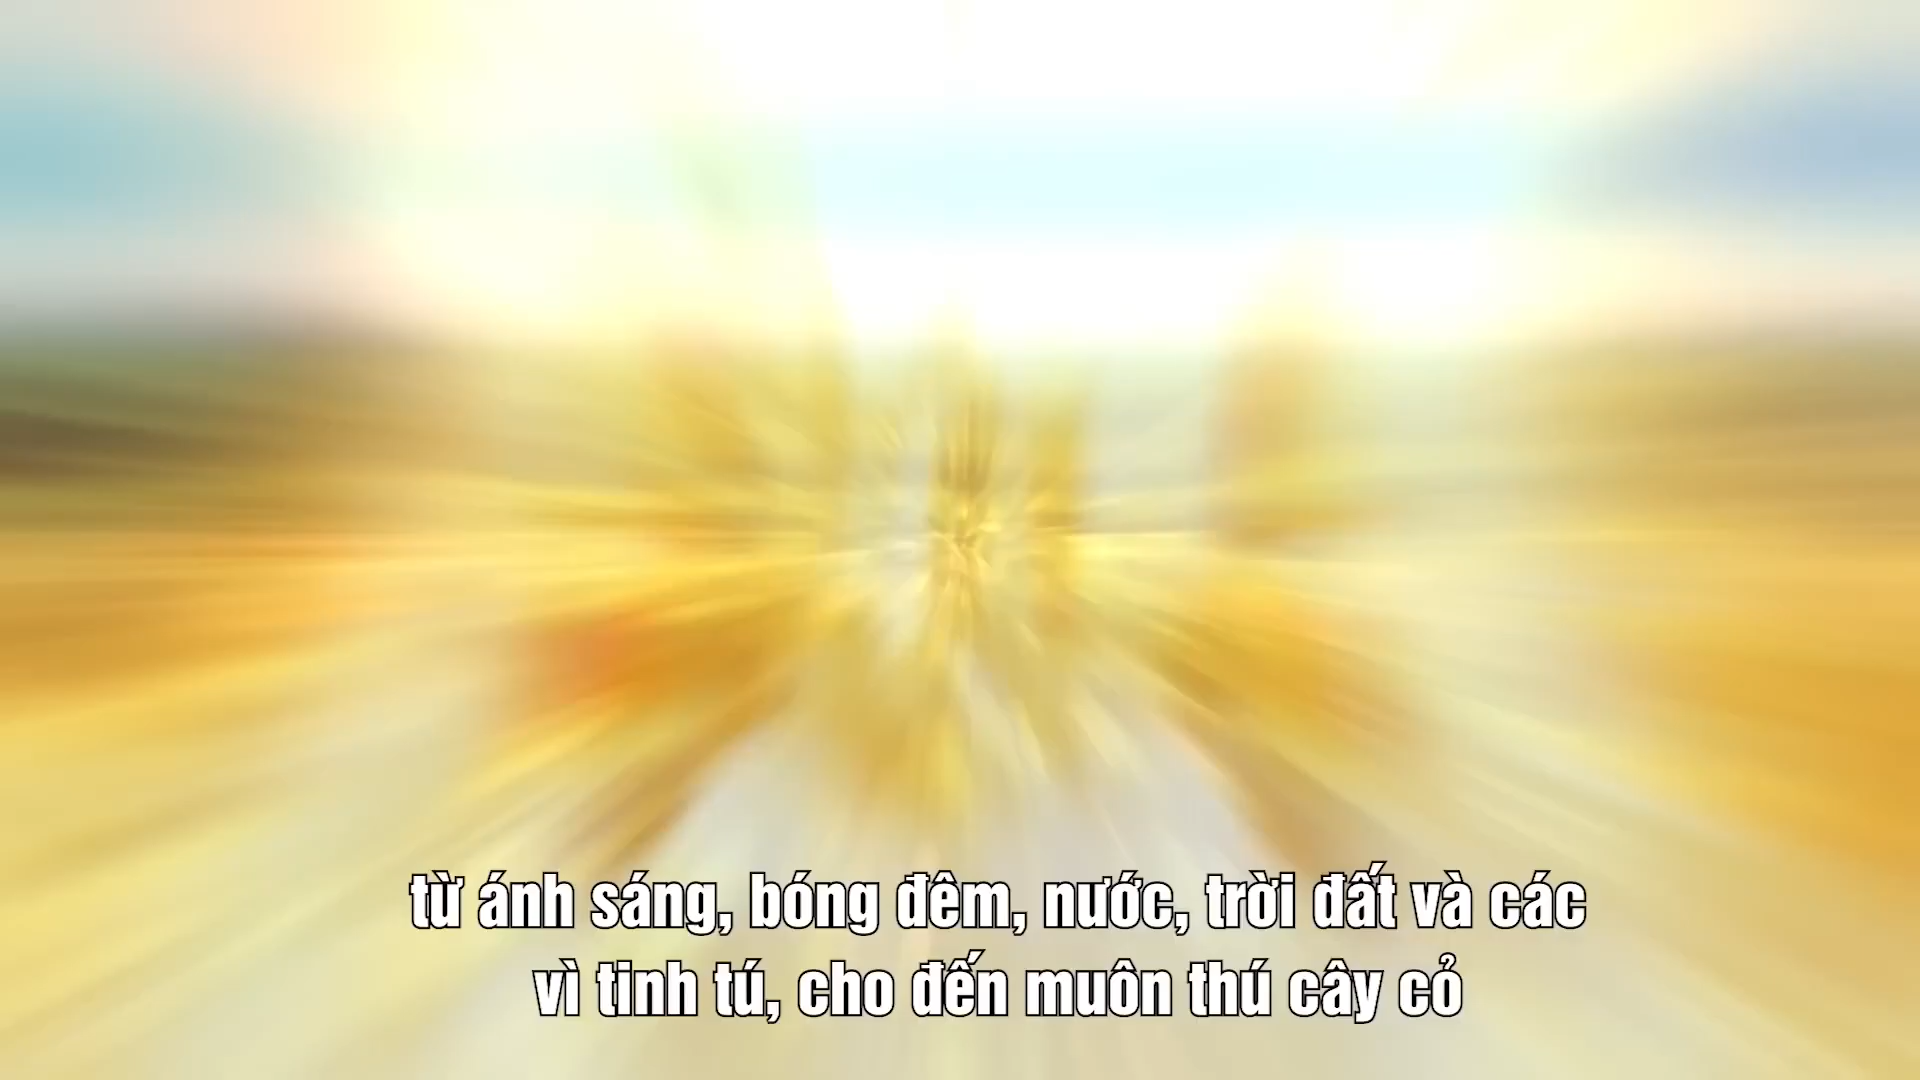 từ ánh sáng, bóng đêm, nước, trời đất và các
vì tinh tú, cho đến muôn thú cây cỏ